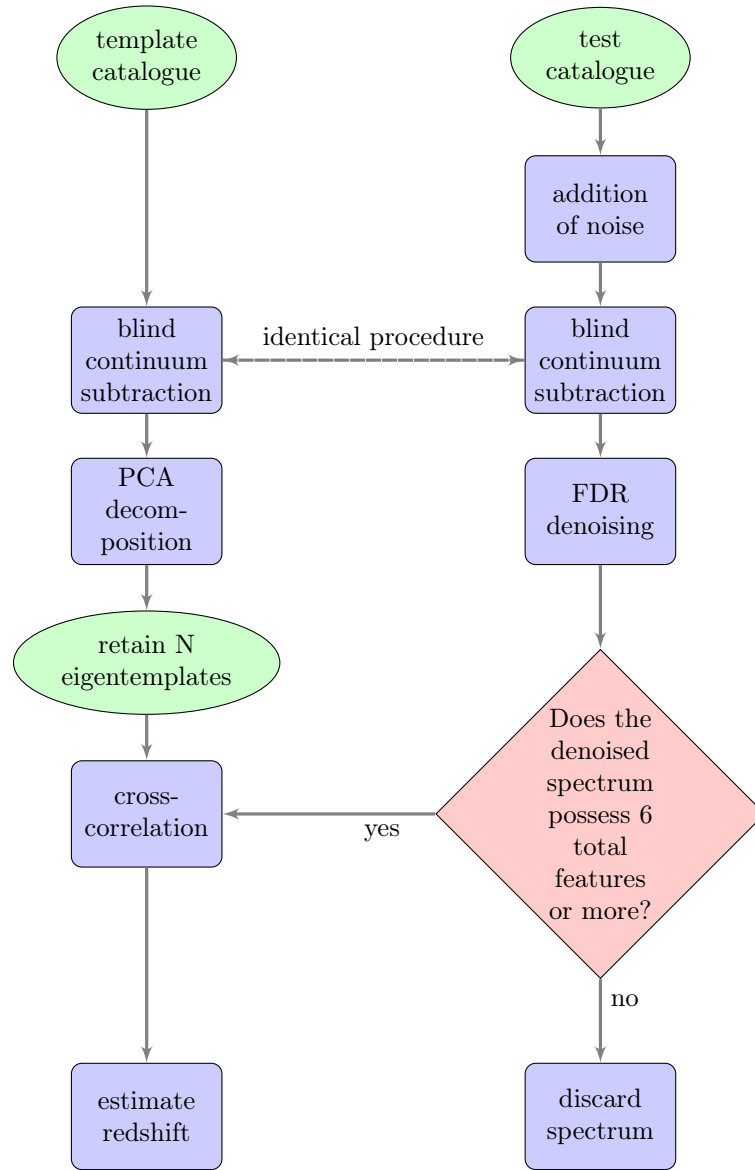 template
catalogue
test
catalogue
addition
of noise
blind
continuum
subtraction
identical procedure
blind
continuum
subtraction
PCA
decom-
position
FDR
denoising
retain N
eigentemplates
cross-
correlation
yes
Does the
denoised
spectrum
possess 6
total
features
or more?
no
estimate
redshift
discard
spectrum